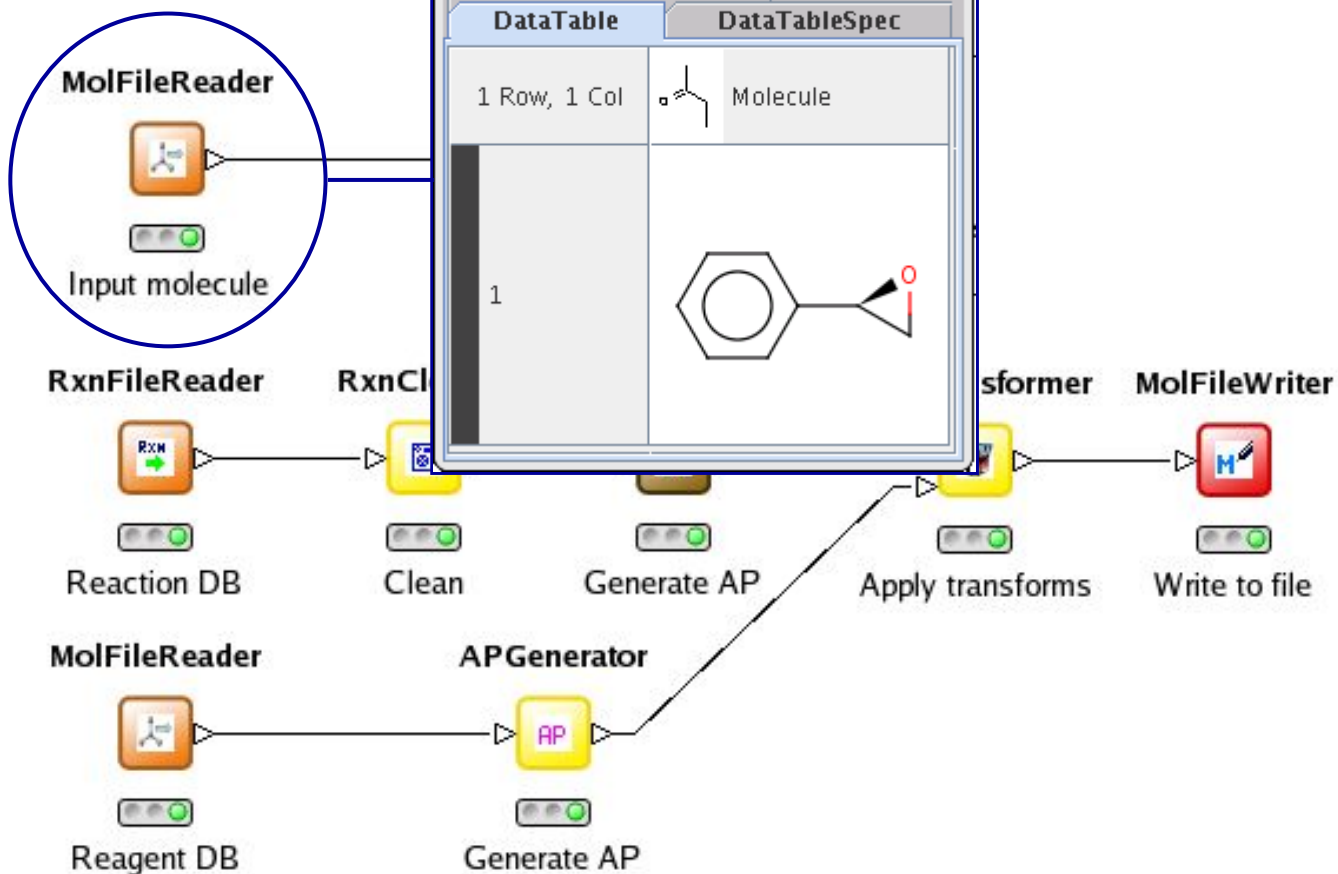 DataTable DataTableSpec
MolFileReader
1 Row, 1 Col Molecule
Input molecule
1
O
RxnFileReader RxnCl sformer MolFileWriter
RXN
M
Reaction DB Clean Generate AP Apply transforms Write to file
MolFileReader APGenerator
AP
Reagent DB Generate AP